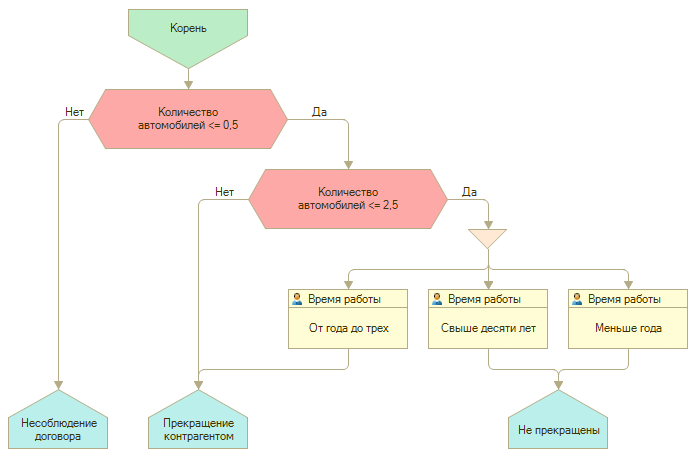 Корень
Количество
автомобилей <= 0,5
Нет
Да
Количество
автомобилей <= 2,5
Нет
Да
Время работы
От года до трех
Время работы
Свыше десяти лет
Время работы
Меньше года
Несоблюдение
договора
Прекращение
контрагентом
Не прекращены